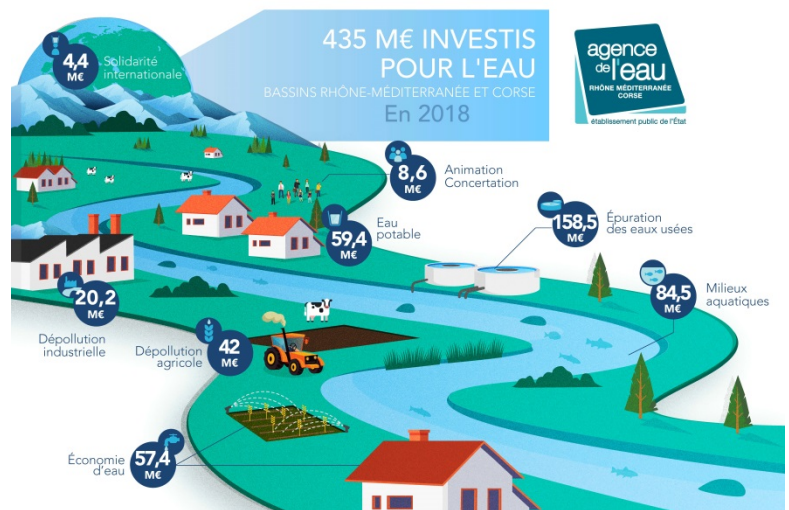 435 M€ INVESTIS
POUR L'EAU
BASSINS RHÔNE-MÉDITERRANÉE ET CORSE
En 2018
agence
de l'eau
RHÔNE MÉDITERRANÉE
CORSE
établissement public de l'État
4,4
M€
Solidarité
internationale
8,6
M€
Animation
Concertation
Eau
potable
59,4
M€
158,5
M€
Épuration
des eaux usées
84,5
M€
Milieux
aquatiques
20,2
M€
Dépollution
industrielle
Dépollution
agricole
42
M€
Économie
d'eau
57,4
M€